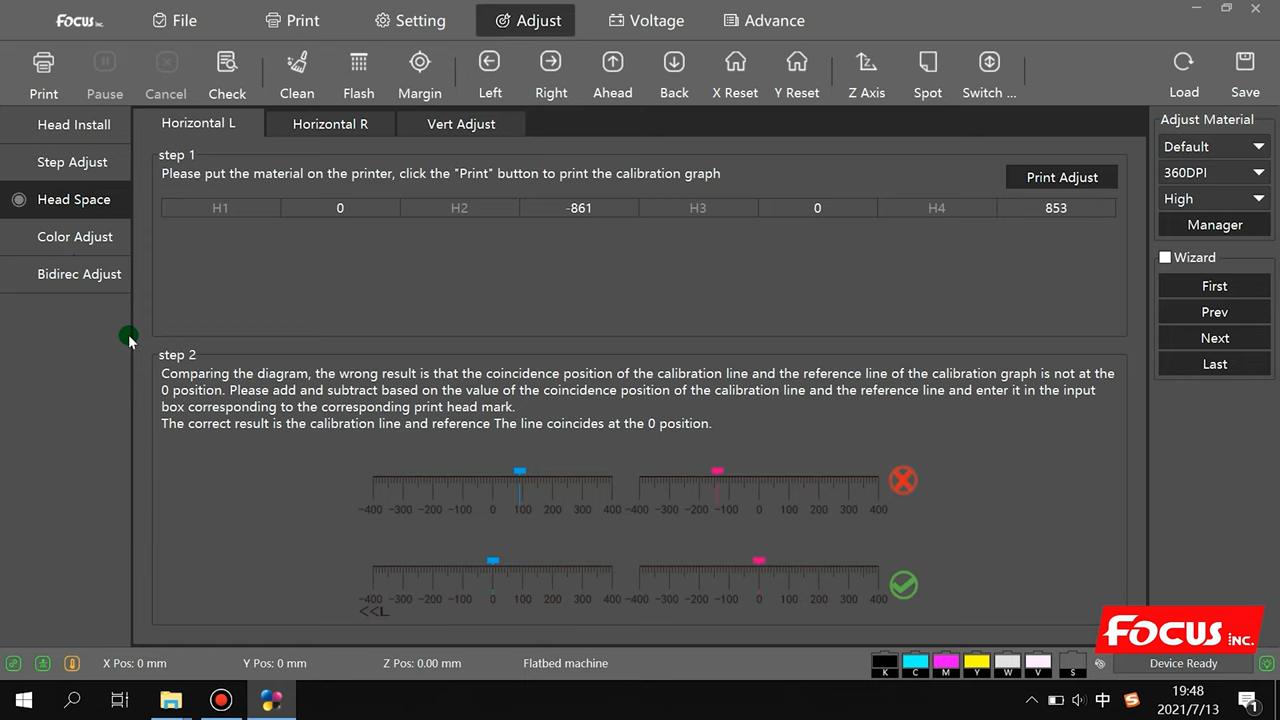 FOCUS INC. File Print Setting Adjust Voltage Advance
Print Pause Cancel Check Clean Flash Margin Left Right Ahead Back X Reset Y Reset Z Axis Spot Switch ... Load Save
Head Install
Step Adjust
Head Space
Color Adjust
Bidirec Adjust
Horizontal L Horizontal R Vert Adjust
step 1
Please put the material on the printer, click the "Print" button to print the calibration graph
Print Adjust
H1 0 H2 -861 H3 0 H4 853
step 2
Comparing the diagram, the wrong result is that the coincidence position of the calibration line and the reference line of the calibration graph is not at the
0 position. Please add and subtract based on the value of the coincidence position of the calibration line and the reference line and enter it in the input
box corresponding to the corresponding print head mark.
The correct result is the calibration line and reference The line coincides at the 0 position.
-400 -300 -200 -100 0 100 200 300 400 -400 -300 -200 -100 0 100 200 300 400
-400 -300 -200 -100 0 100 200 300 400 -400 -300 -200 -100 0 100 200 300 400
<<L
Adjust Material
Default
360DPI
High
Manager
Wizard
First
Prev
Next
Last
FOCUS INC.
X Pos: 0 mm Y Pos: 0 mm Z Pos: 0.00 mm Flatbed machine K C M Y W V S Device Ready
中 S 19:48
2021/7/13 1